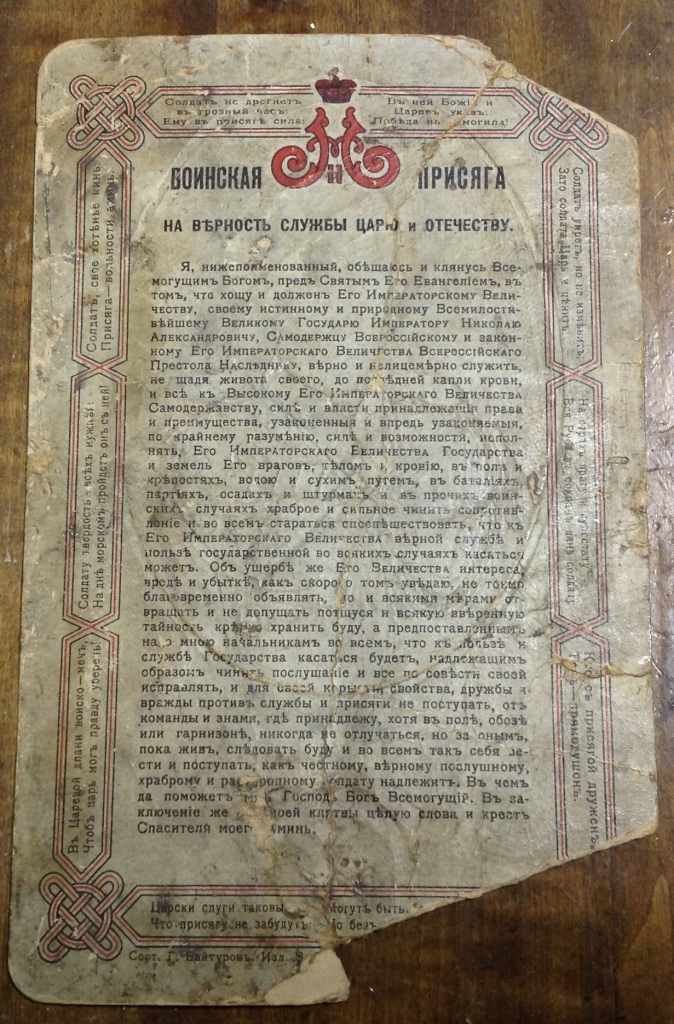 Солдатъ не дрогнетъ
въ грозный часъ:
Ему въ присягѣ сила:
Въ ней Божій и
Царевъ указъ:
Побѣда иль могила!
ВОИНСКАЯ ПРИСЯГА
НА ВѢРНОСТЬ СЛУЖБЫ ЦАРЮ и ОТЕЧЕСТВУ.
Я, нижепоименованный, обѣщаюсь и клянусь Все-
могущимъ Богомъ, предъ Святымъ Его Евангеліемъ, въ
томъ, что хощу и долженъ Его Императорскому Вели-
честву, своему истинному и природному Всемилости-
вѣйшему Великому Государю Императору Николаю
Александровичу, Самодержцу Всероссійскому и закон-
ному Его Императорскаго Величества Всероссійскаго
Престола Наслѣднику, вѣрно и нелицемѣрно служить,
не щадя живота своего, до послѣдней капли крови,
и всѣ къ Высокому Его Императорскаго Величества
Самодержавству, силѣ и власти принадлежащія права
и преимущества, узаконенныя и впредь узаконяемыя,
по крайнему разумѣнію, силѣ и возможности, испол-
нять, Его Императорскаго Величества Государства
и земель Его враговъ, тѣломъ и кровію, въ полѣ и
крѣпостяхъ, водою и сухимъ путемъ, въ баталіяхъ,
партіяхъ, осадахъ и штурмахъ и въ прочихъ воин-
скихъ случаяхъ храброе и сильное чинить сопротив-
леніе и во всемъ стараться споспѣшествовать, что къ
Его Императорскаго Величества вѣрной службѣ и
пользѣ государственной во всякихъ случаяхъ касаться
можетъ. Объ ущербѣ же Его Величества интереса,
вредѣ и убыткѣ, какъ скоро о томъ увѣдаю, не токмо
благовременно объявлять, но и всякими мѣрами от-
вращать и не допущать потщуся и всякую ввѣренную
тайность крѣпко хранить буду, а предпоставленнымъ
надо мною начальникамъ во всемъ, что къ пользѣ и
службѣ Государства касаться будетъ, надлежащимъ
образомъ чинить послушаніе и все по совѣсти своей
исправлять, и для своей корысти, свойства, дружбы и
вражды противъ службы и присяги не поступать, отъ
команды и знамя, гдѣ принадлежу, хотя въ полѣ, обозѣ
или гарнизонѣ, никогда не отлучаться, но за онымъ,
пока живъ, слѣдовать буду и во всемъ такъ себя ве-
сти и поступать, какъ честному, вѣрному послушному,
храброму и расторопному солдату надлежитъ. Въ чемъ
да поможетъ мнѣ Господь Богъ Всемогущій. Въ за-
ключеніе же моей клятвы цѣлую слова и крестъ
Спасителя моего Аминь.
Солдатъ, свое хотѣнье кинь:
Присяга—вольности аминь.
Солдату твердость всѣхъ нужнѣй:
На днѣ морскомъ пройдетъ онъ съ ней!
Въ Царевой длани войско—мечъ,
Чтобъ царь могъ правду уберечь!
Солдатъ умретъ, но не измѣнитъ
Зато солдата Царь и цѣнитъ.
солдату
Кто съ присягой друженъ,
Царски слуги таковы могутъ быть
Что присягу не забудутъ безъ
Сост. Г. Вайтуровъ. Изд.